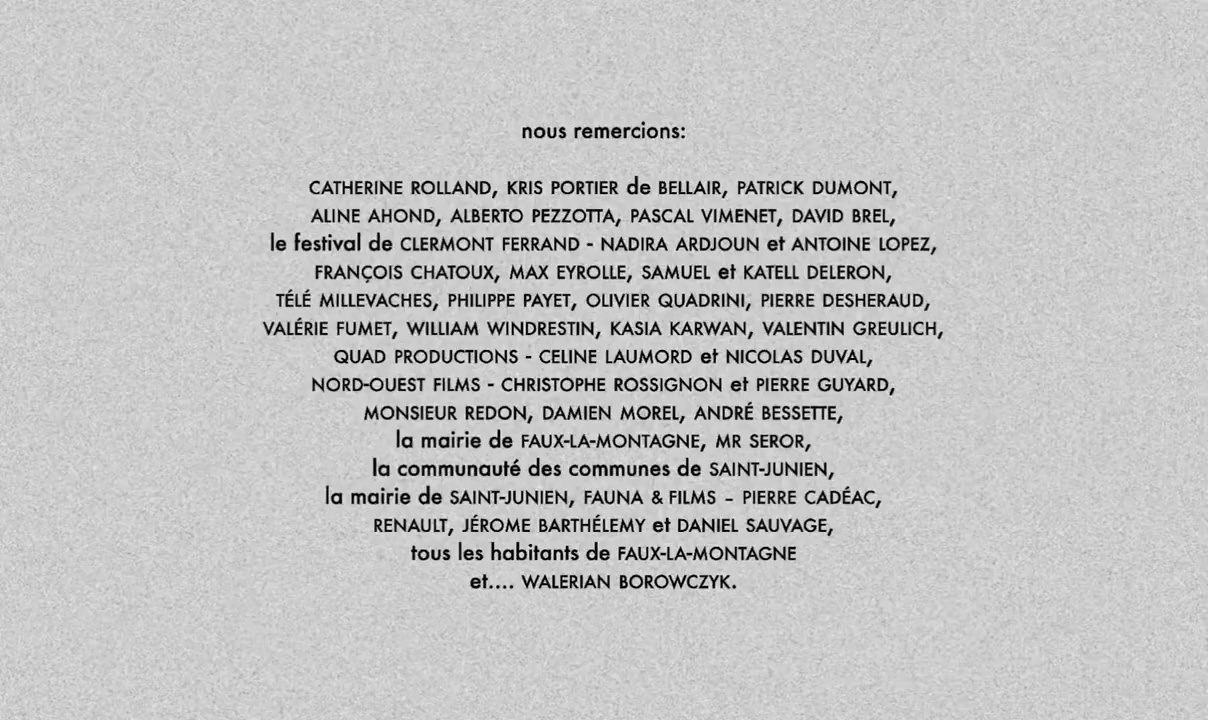 nous remercions:
CATHERINE ROLLAND, KRIS PORTIER de BELLAIR, PATRICK DUMONT,
ALINE AHOND, ALBERTO PEZZOTTA, PASCAL VIMENET, DAVID BREL,
le festival de CLERMONT FERRAND - NADIRA ARDJOUN et ANTOINE LOPEZ,
FRANÇOIS CHATOUX, MAX EYROLLE, SAMUEL et KATELL DELERON,
TÉLÉ MILLEVACHES, PHILIPPE PAYET, OLIVIER QUADRINI, PIERRE DESHERAUD,
VALÉRIE FUMET, WILLIAM WINDRESTIN, KASIA KARWAN, VALENTIN GREULICH,
QUAD PRODUCTIONS - CELINE LAUMORD et NICOLAS DUVAL,
NORD-OUEST FILMS - CHRISTOPHE ROSSIGNON et PIERRE GUYARD,
MONSIEUR REDON, DAMIEN MOREL, ANDRÉ BESSETTE,
la mairie de FAUX-LA-MONTAGNE, MR SEROR,
la communauté des communes de SAINT-JUNIEN,
la mairie de SAINT-JUNIEN, FAUNA & FILMS – PIERRE CADÉAC,
RENAULT, JÉROME BARTHÉLEMY et DANIEL SAUVAGE,
tous les habitants de FAUX-LA-MONTAGNE
et.... WALERIAN BOROWCZYK.